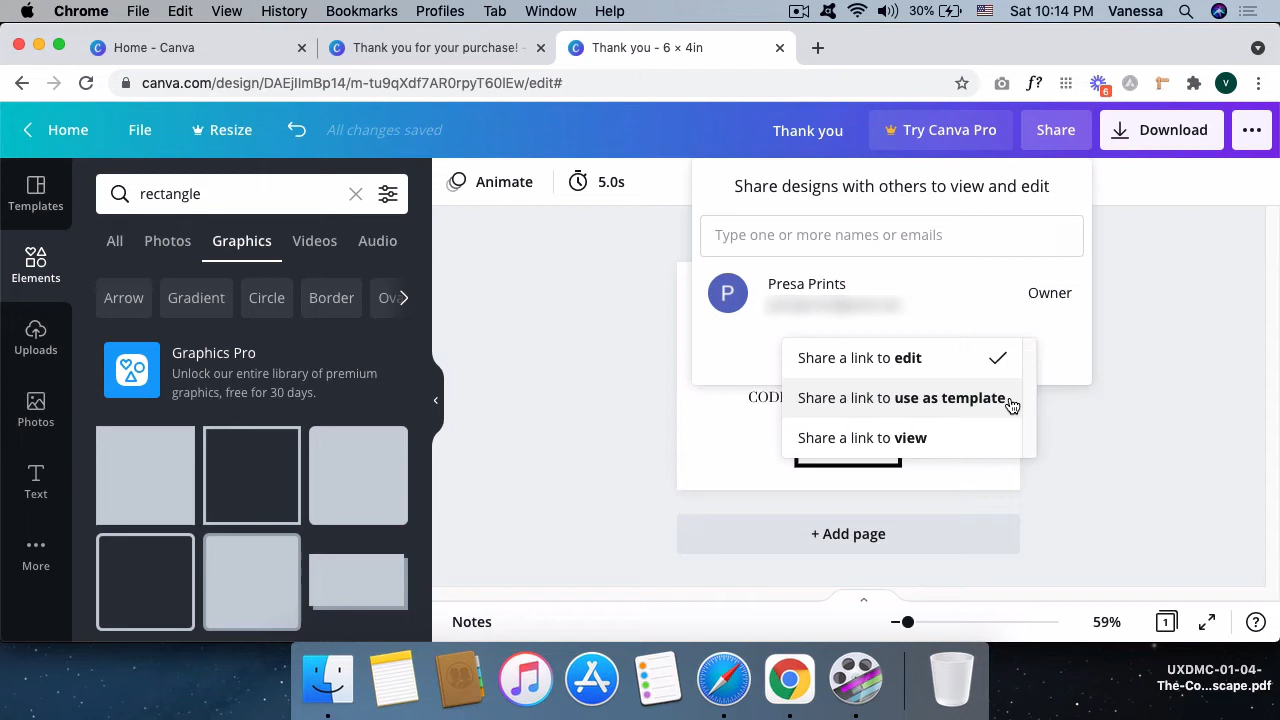 Chrome File Edit View History Bookmarks Profiles Tab Window Help 30% Sat 10:14 PM Vanessa
Home - Canva Thank you for your purchase! - Thank you - 6 × 4in
canva.com/design/DAEjIlmBp14/m-tu9qXdf7AR0rpyT60lEw/edit# f? 6 V
Home File Resize All changes saved Thank you Try Canva Pro Share Download
Templates
Elements
Uploads
Photos
Text
More
rectangle
All Photos Graphics Videos Audio
Arrow Gradient Circle Border Ova
Graphics Pro
Unlock our entire library of premium
graphics, free for 30 days.
Animate 5.0s
Share designs with others to view and edit
Type one or more names or emails
P Presa Prints Owner
Share a link to edit
Share a link to use as template
Share a link to view
CODE
+ Add page
Notes 59% 1
UXDMC-01-04-
The-Co...scape.pdf